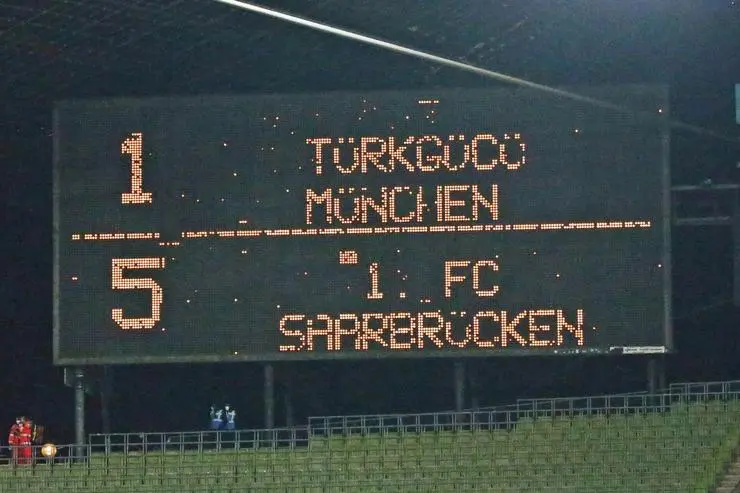 1 TÜRKGÜCÜ
MÜNCHEN
5 1. FC
SAARBRÜCKEN